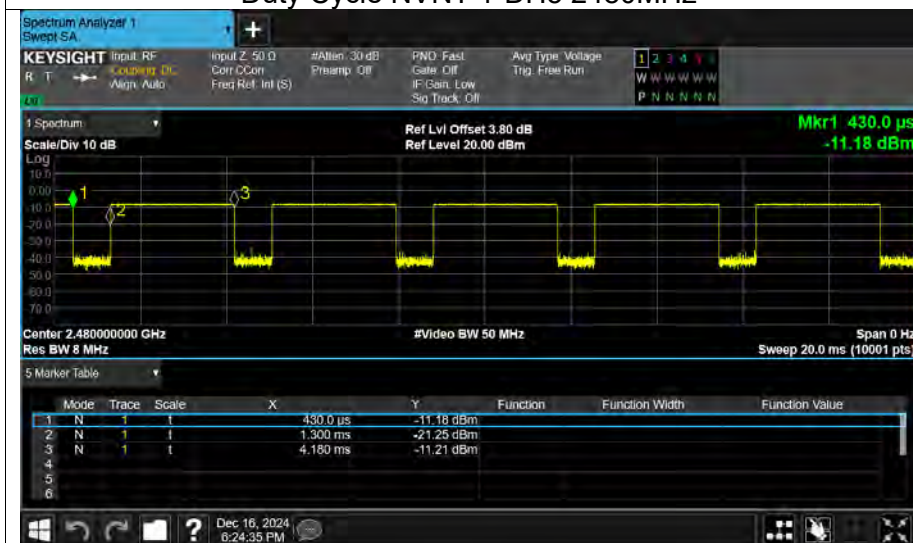 Duty Cycle NVNT 1-DH5 2480MHz
Spectrum Analyzer 1
Swept SA
+
KEYSIGHT Input: RF
R T Coupling: DC
Align: Auto
Input Z: 50 Ω
Corr CCorr
Freq Ref: Int (S)
#Atten: 30 dB
Preamp: Off
PNO: Fast
Gate: Off
IF Gain: Low
Sig Track: Off
Avg Type: Voltage
Trig: Free Run
1 2 3 4 5 6
W W W W W W
P N N N N N
1 Spectrum
Scale/Div 10 dB
Ref Lvl Offset 3.80 dB
Ref Level 20.00 dBm
Mkr1 430.0 µs
-11.18 dBm
Log
10.0
0.00
-10.0
-20.0
-30.0
-40.0
-50.0
-60.0
-70.0
1
2
3
Center 2.480000000 GHz
#Video BW 50 MHz
Span 0 Hz
Res BW 8 MHz
Sweep 20.0 ms (10001 pts)
5 Marker Table
Mode Trace Scale X Y Function Function Width Function Value
1 N 1 t 430.0 µs -11.18 dBm
2 N 1 t 1.300 ms -21.25 dBm
3 N 1 t 4.180 ms -11.21 dBm
4
5
6
? Dec 16, 2024
6:24:35 PM